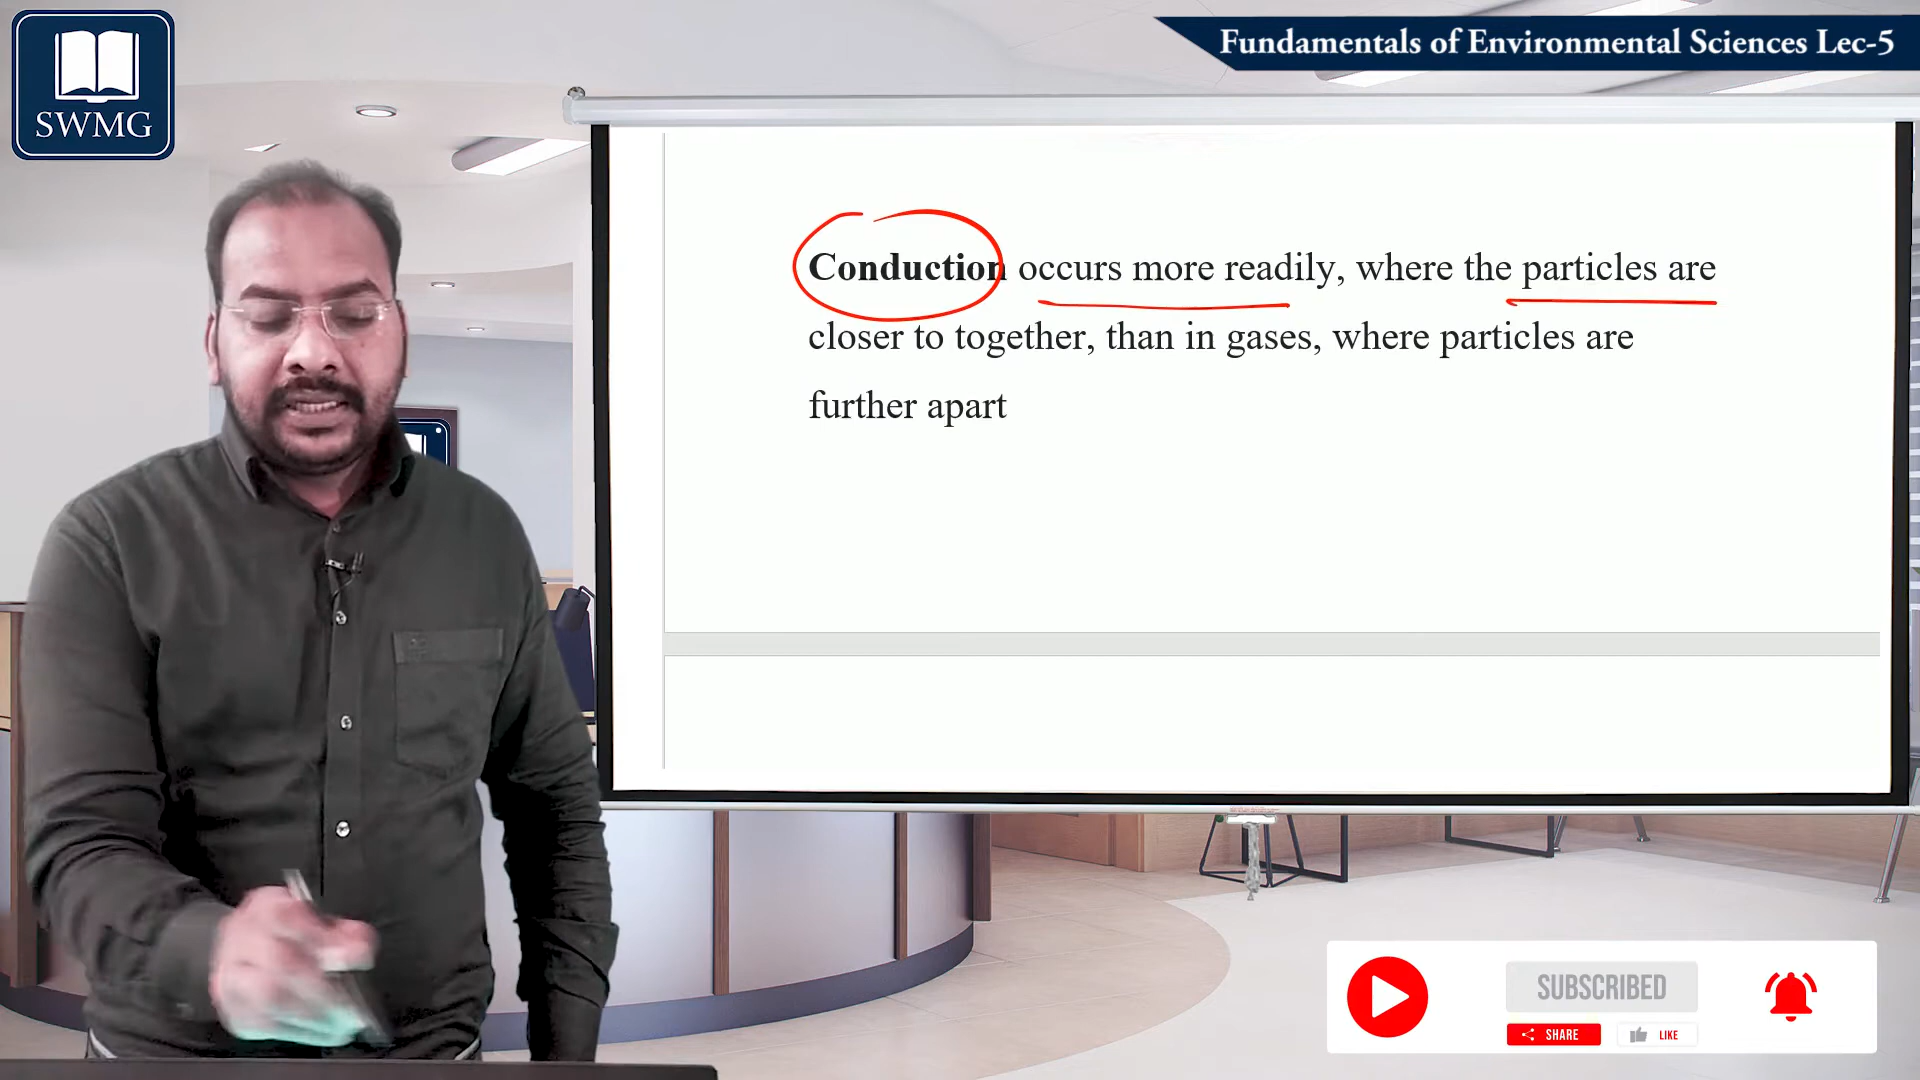 SWMG
Fundamentals of Environmental Sciences Lec-5
Conduction occurs more readily, where the particles are
closer to together, than in gases, where particles are
further apart
SUBSCRIBED
SHARE
LIKE